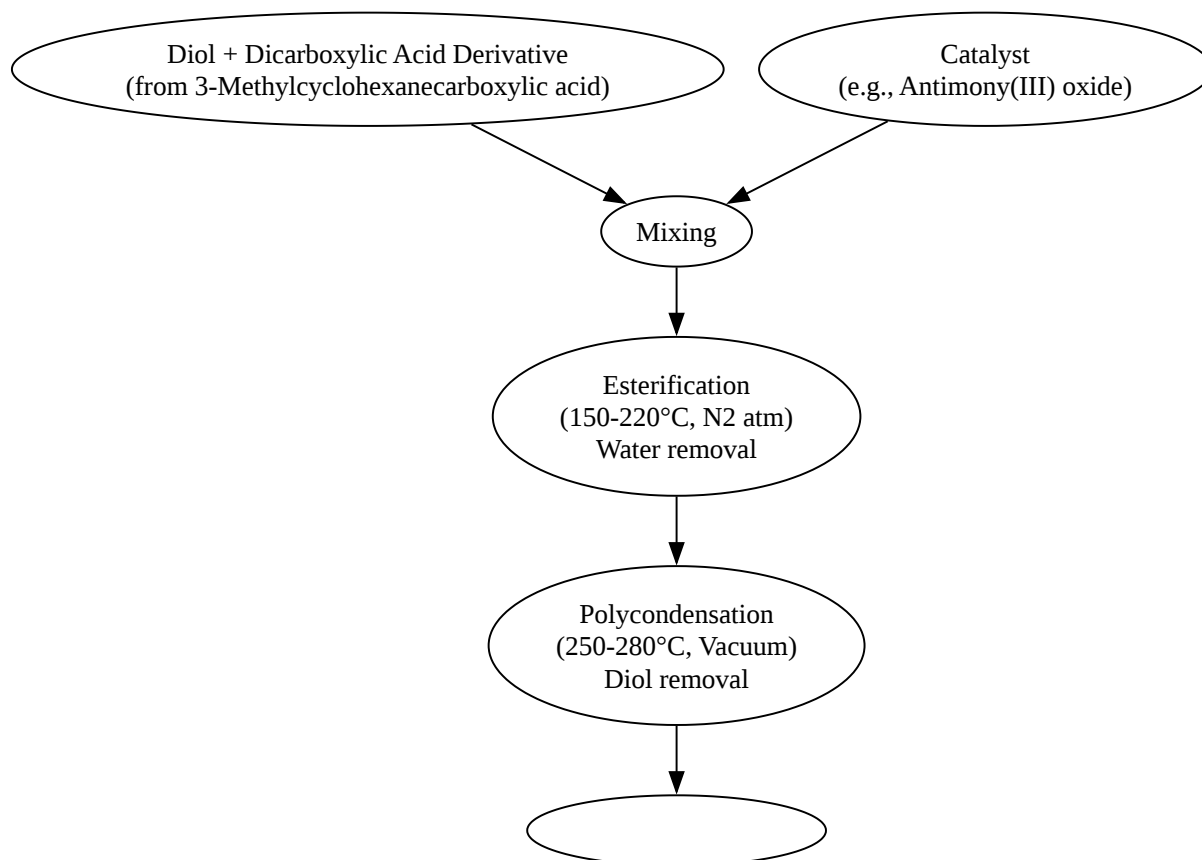 Diol + Dicarboxylic Acid Derivative
(from 3-Methylcyclohexanecarboxylic acid)
Catalyst
(e.g., Antimony(III) oxide)
Mixing
Esterification
(150-220°C, N2 atm)
Water removal
Polycondensation
(250-280°C, Vacuum)
Diol removal